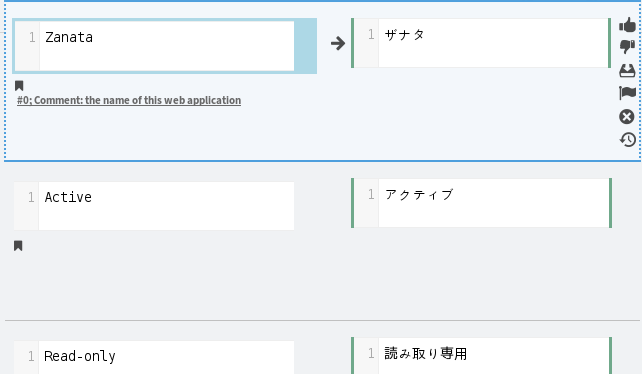 1 Zanata
1 ザナタ
#0; Comment: the name of this web application
1 Active
1 アクティブ
1 Read-only
1 読み取り専用